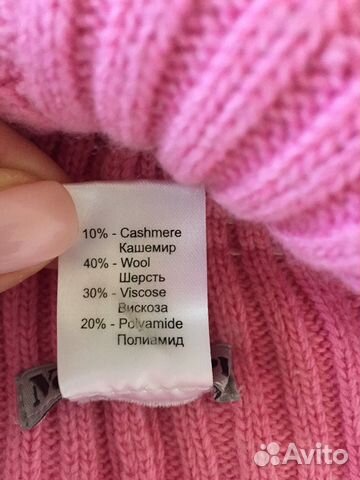 10% - Cashmere
Кашемир
40% - Wool
Шерсть
30% - Viscose
Вискоза
20% - Polyamide
Полиамид
Avito